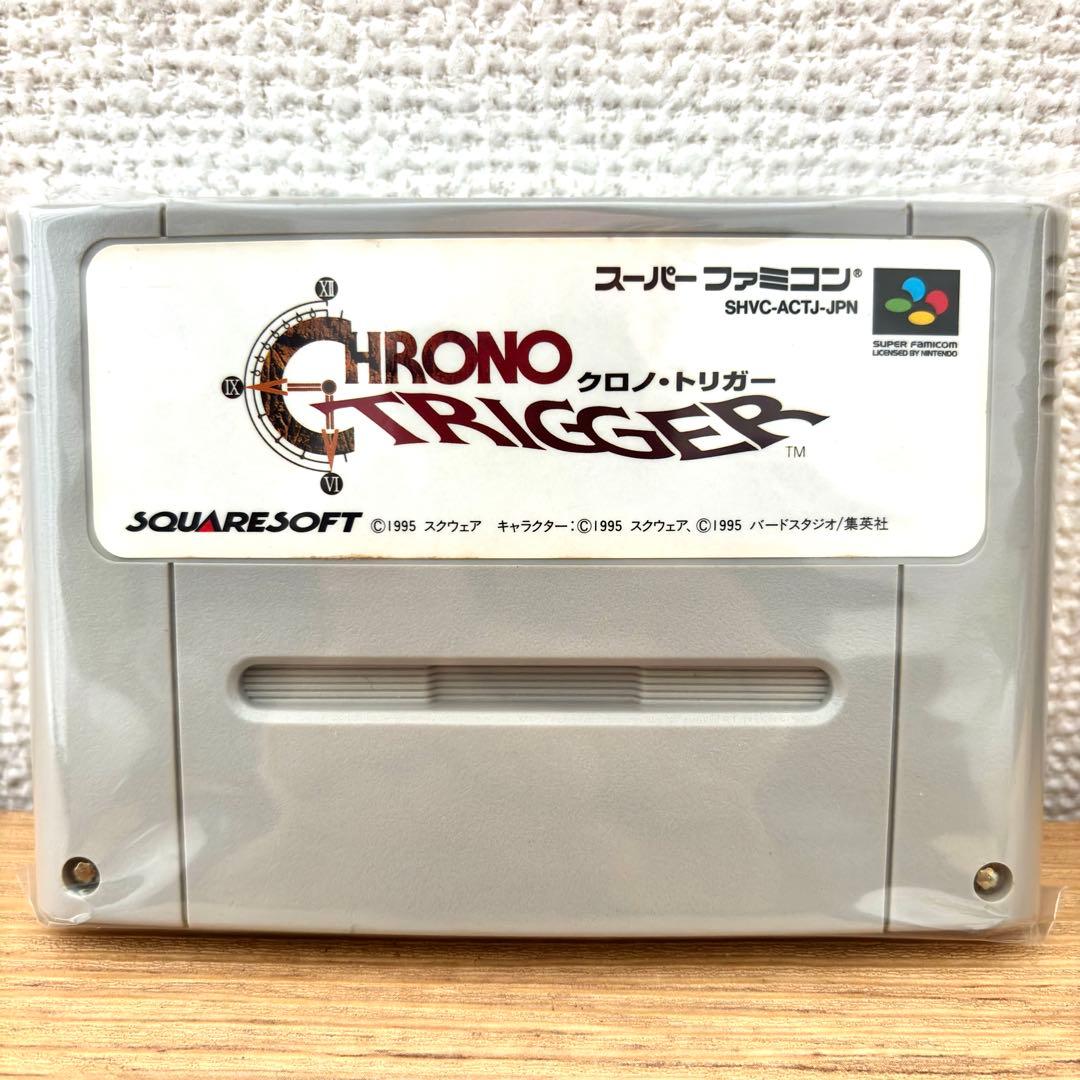 スーパーファミコン®
SHVC-ACTJ-JPN
SUPER FAMICOM
LICENSED BY NINTENDO
XII
IX
VI
CHRONO
クロノ・トリガー
TRIGGER
TM
SQUARESOFT ©1995 スクウェア キャラクター:©1995 スクウェア、©1995 バードスタジオ/集英社